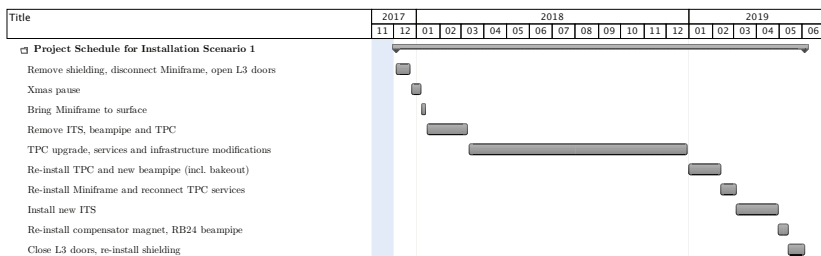 Title 2017 2018 2019
11 12 01 02 03 04 05 06 07 08 09 10 11 12 01 02 03 04 05 06
Project Schedule for Installation Scenario 1
Remove shielding, disconnect Miniframe, open L3 doors
Xmas pause
Bring Miniframe to surface
Remove ITS, beampipe and TPC
TPC upgrade, services and infrastructure modifications
Re-install TPC and new beampipe (incl. bakeout)
Re-install Miniframe and reconnect TPC services
Install new ITS
Re-install compensator magnet, RB24 beampipe
Close L3 doors, re-install shielding